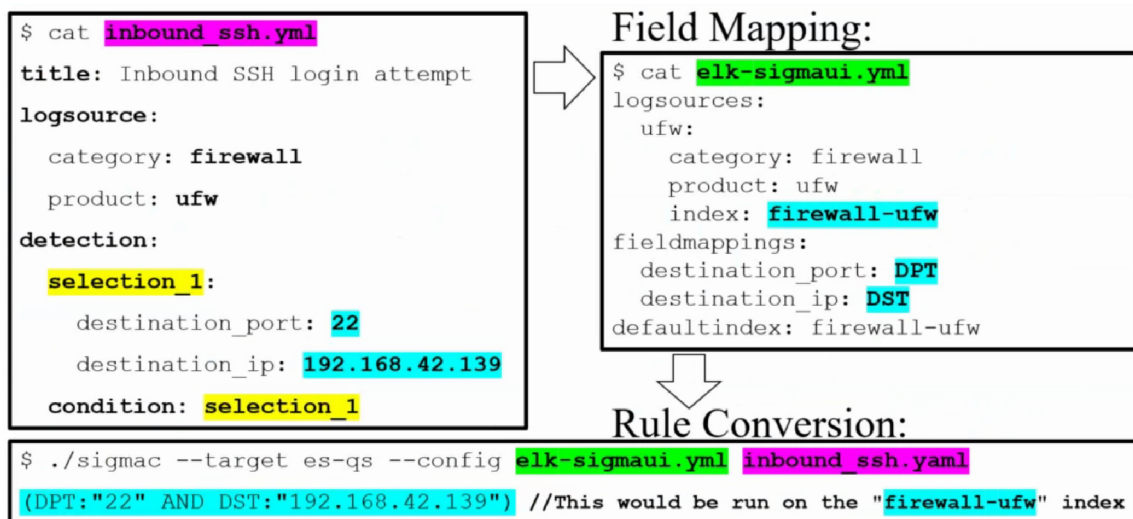 $ cat inbound_ssh.yml
title: Inbound SSH login attempt
logsource:
category: firewall
product: ufw
detection:
selection_1:
destination_port: 22
destination_ip: 192.168.42.139
condition: selection_1
Field Mapping:
$ cat elk-sigmaui.yml
logsources:
ufw:
category: firewall
product: ufw
index: firewall-ufw
fieldmappings:
destination_port: DPT
destination_ip: DST
defaultindex: firewall-ufw
Rule Conversion:
$ ./sigmac --target es-qs --config elk-sigmaui.yml inbound_ssh.yaml
(DPT:"22" AND DST:"192.168.42.139") //This would be run on the "firewall-ufw" index